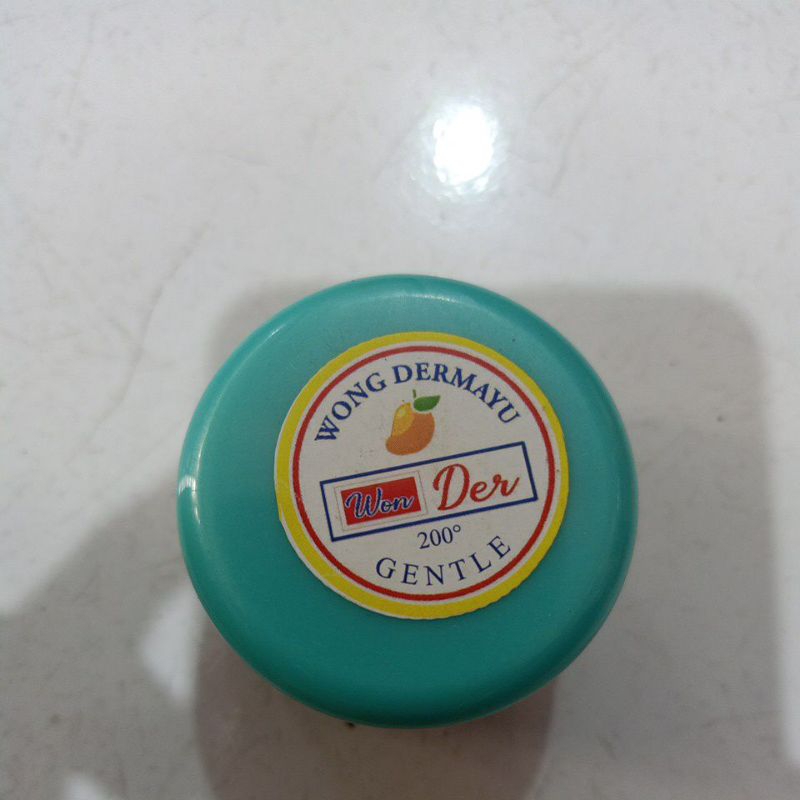 WONG DERMAYU
Won Der
200°
GENTLE